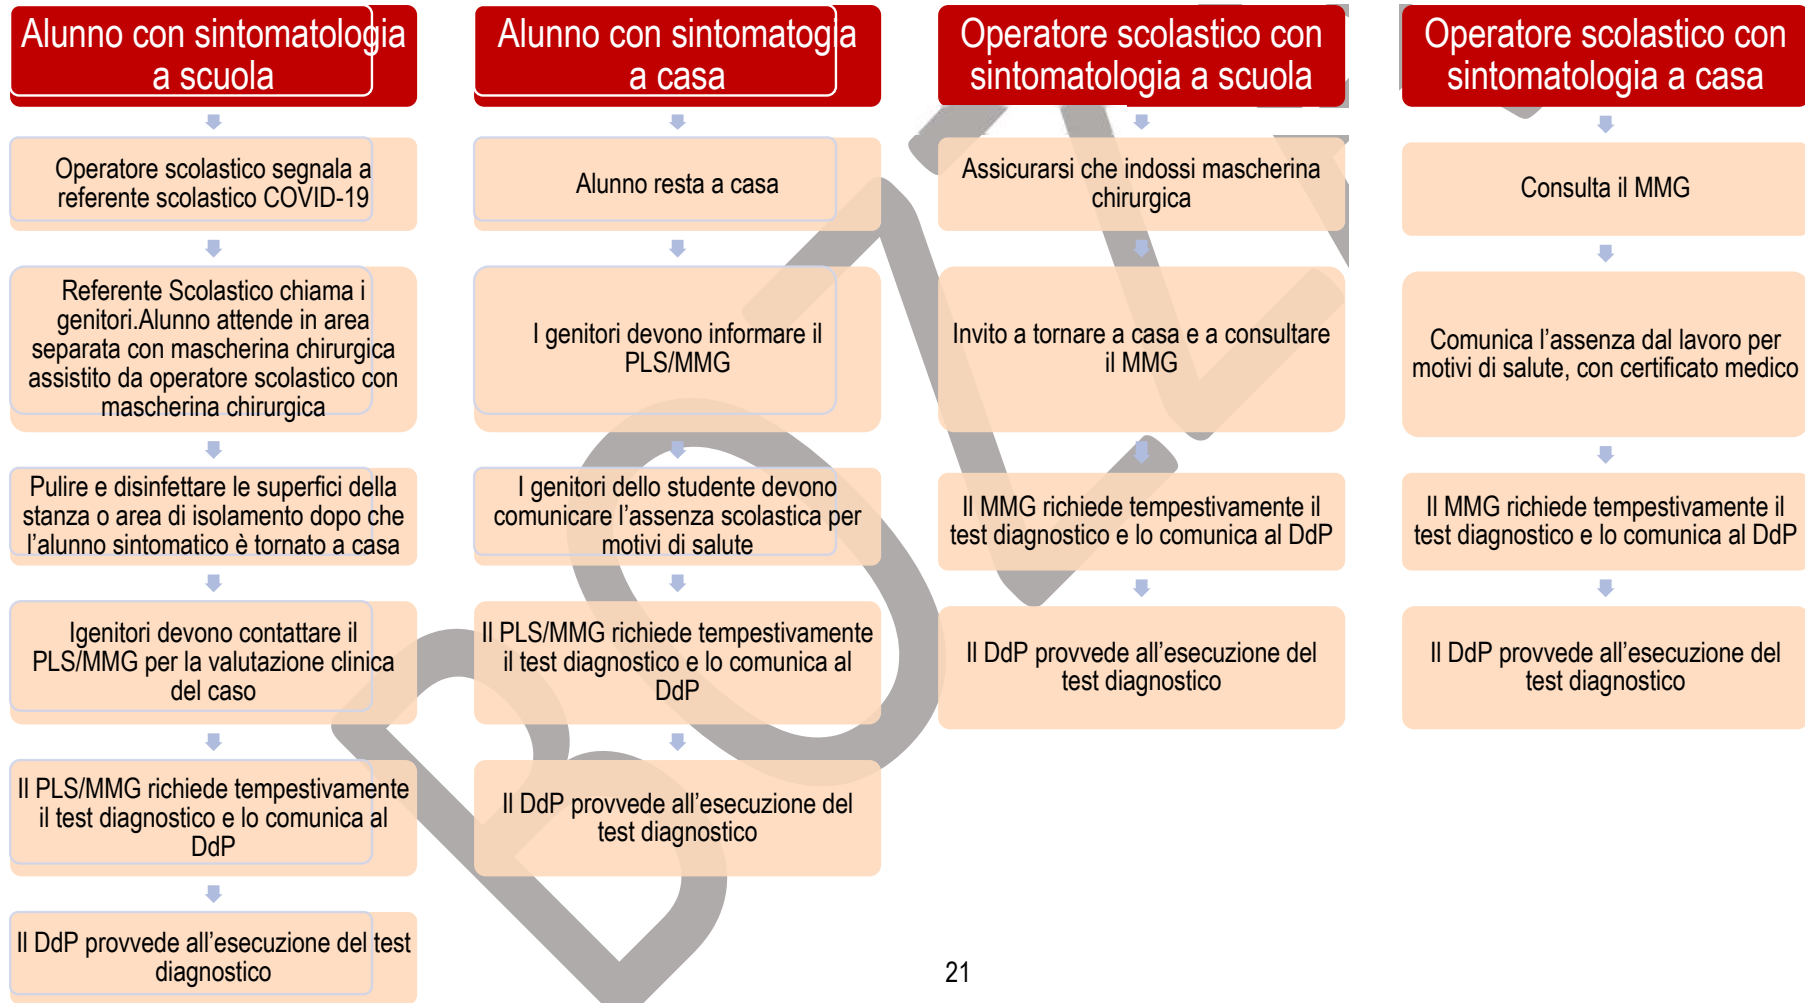 Alunno con sintomatologia
a scuola
Operatore scolastico segnala a
referente scolastico COVID-19
Referente Scolastico chiama i
genitori.Alunno attende in area
separata con mascherina chirurgica
assistito da operatore scolastico con
mascherina chirurgica
Pulire e disinfettare le superfici della
stanza o area di isolamento dopo che
l’alunno sintomatico è tornato a casa
Igenitori devono contattare il
PLS/MMG per la valutazione clinica
del caso
Il PLS/MMG richiede tempestivamente
il test diagnostico e lo comunica al
DdP
Il DdP provvede all’esecuzione del test
diagnostico
Alunno con sintomatogia
a casa
Alunno resta a casa
I genitori devono informare il
PLS/MMG
I genitori dello studente devono
comunicare l’assenza scolastica per
motivi di salute
Il PLS/MMG richiede tempestivamente
il test diagnostico e lo comunica al
DdP
Il DdP provvede all’esecuzione del
test diagnostico
Operatore scolastico con
sintomatologia a scuola
Assicurarsi che indossi mascherina
chirurgica
Invito a tornare a casa e a consultare
il MMG
Il MMG richiede tempestivamente il
test diagnostico e lo comunica al DdP
Il DdP provvede all’esecuzione del
test diagnostico
Operatore scolastico con
sintomatologia a casa
Consulta il MMG
Comunica l’assenza dal lavoro per
motivi di salute, con certificato medico
Il MMG richiede tempestivamente il
test diagnostico e lo comunica al DdP
Il DdP provvede all’esecuzione del
test diagnostico
21